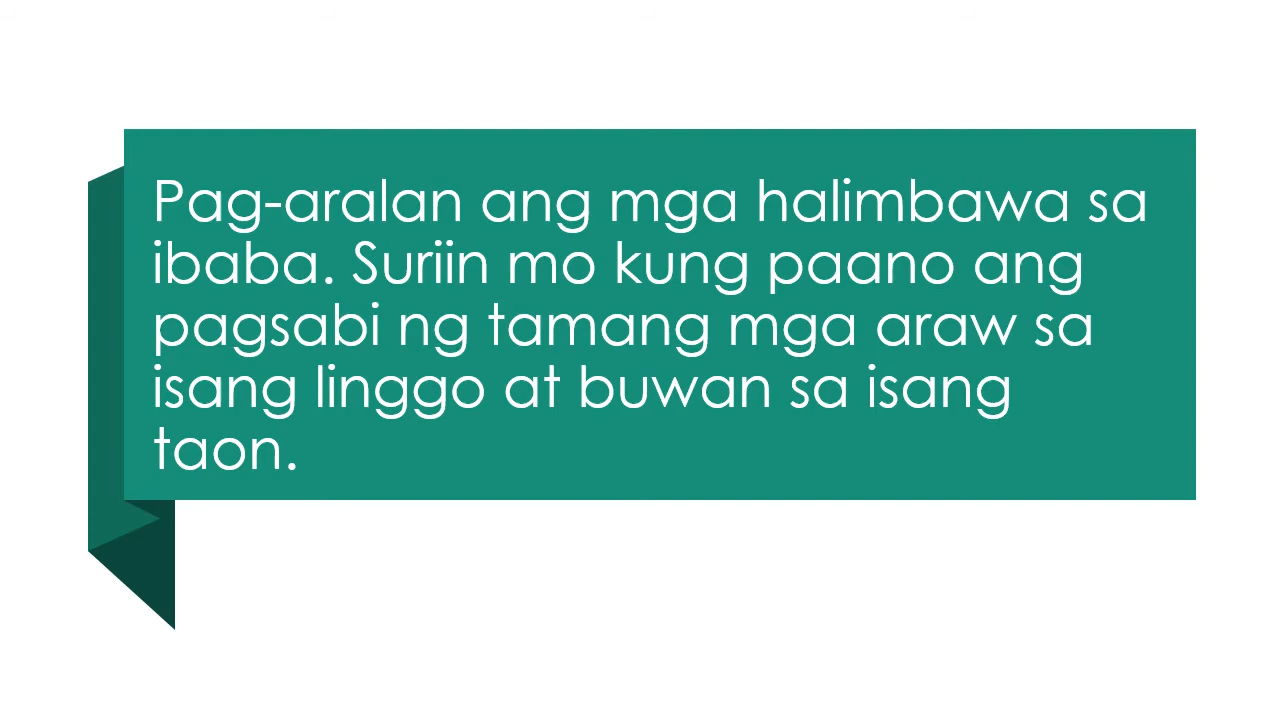 Pag-aralan ang mga halimbawa sa
ibaba. Suriin mo kung paano ang
pagsabi ng tamang mga araw sa
isang linggo at buwan sa isang
taon.